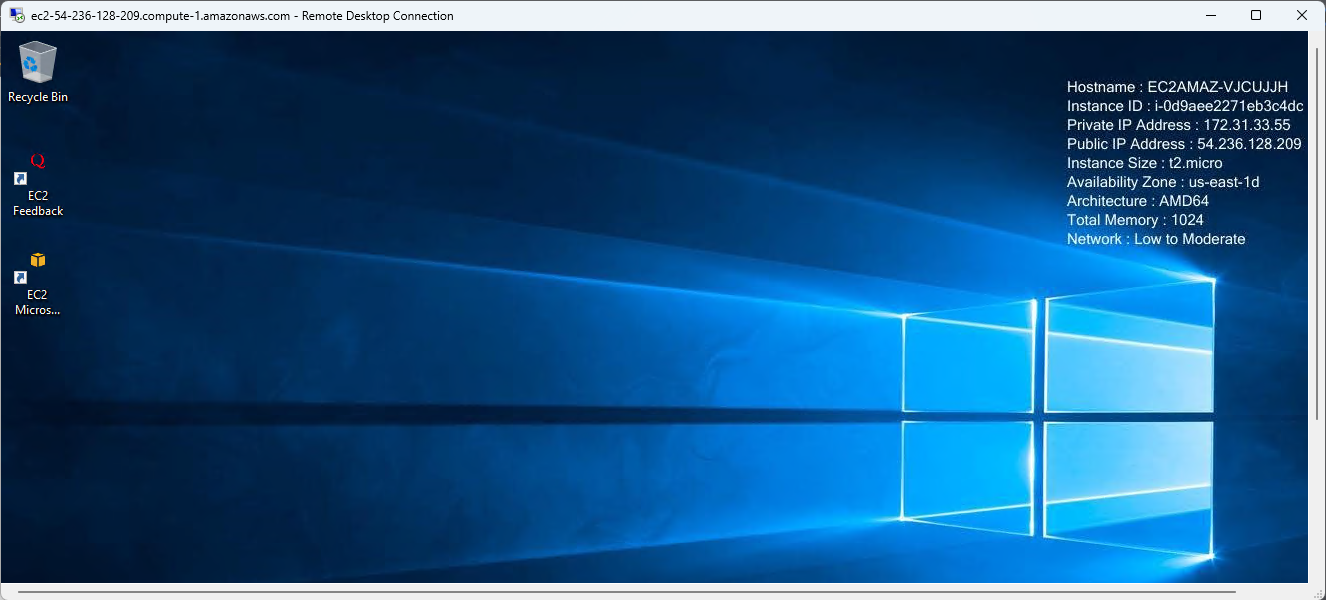 ec2-54-236-128-209.compute-1.amazonaws.com - Remote Desktop Connection
Recycle Bin
Q
EC2
Feedback
EC2
Micros...
Hostname : EC2AMAZ-VJCUJJH
Instance ID : i-0d9aee2271eb3c4dc
Private IP Address : 172.31.33.55
Public IP Address : 54.236.128.209
Instance Size : t2.micro
Availability Zone : us-east-1d
Architecture : AMD64
Total Memory : 1024
Network : Low to Moderate